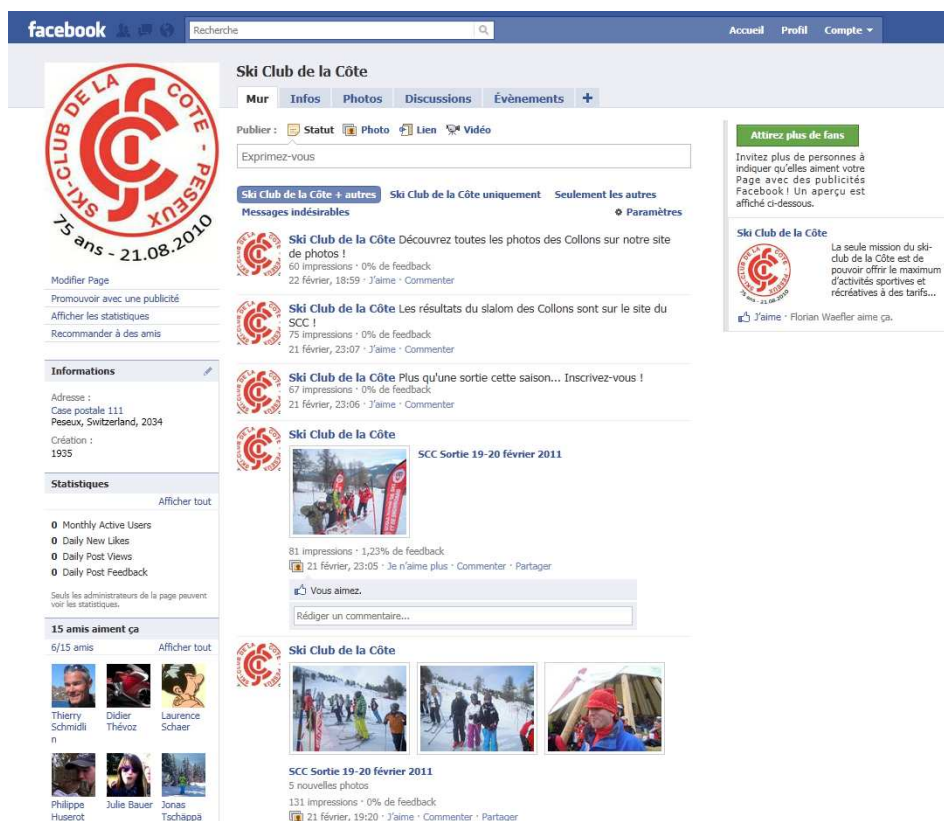 facebook
Recherche
Accueil Profil Compte
Ski Club de la Côte
Mur Infos Photos Discussions Évènements +
SKI-CLUB DE LA COTE - PESEUX
75 ans - 21.08.2010
Modifier Page
Promouvoir avec une publicité
Afficher les statistiques
Recommander à des amis
Informations
Adresse :
Case postale 111
Peseux, Switzerland, 2034
Création :
1935
Statistiques
Afficher tout
0 Monthly Active Users
0 Daily New Likes
0 Daily Post Views
0 Daily Post Feedback
Seuls les administrateurs de la page peuvent
voir les statistiques.
15 amis aiment ça
6/15 amis Afficher tout
Thierry
Schmidli
n
Didier
Thévoz
Laurence
Schaer
Philippe
Huserot
Julie Bauer
Jonas
Tschäppä
Publier : Statut Photo Lien Vidéo
Exprimez-vous
Ski Club de la Côte + autres Ski Club de la Côte uniquement Seulement les autres
Messages indésirables Paramètres
Ski Club de la Côte Découvrez toutes les photos des Collons sur notre site
de photos !
60 impressions · 0% de feedback
22 février, 18:59 · J'aime · Commenter
Ski Club de la Côte Les résultats du slalom des Collons sont sur le site du
SCC !
75 impressions · 0% de feedback
21 février, 23:07 · J'aime · Commenter
Ski Club de la Côte Plus qu'une sortie cette saison... Inscrivez-vous !
67 impressions · 0% de feedback
21 février, 23:06 · J'aime · Commenter
Ski Club de la Côte
SCC Sortie 19-20 février 2011
81 impressions · 1,23% de feedback
21 février, 23:05 · Je n'aime plus · Commenter · Partager
Vous aimez.
Rédiger un commentaire...
Ski Club de la Côte
SCC Sortie 19-20 février 2011
5 nouvelles photos
131 impressions · 0% de feedback
21 février, 19:20 · J'aime · Commenter · Partager
Attirez plus de fans
Invitez plus de personnes à
indiquer qu'elles aiment votre
Page avec des publicités
Facebook ! Un aperçu est
affiché ci-dessous.
Ski Club de la Côte
La seule mission du ski-
club de la Côte est de
pouvoir offrir le maximum
d'activités sportives et
récréatives à des tarifs...
J'aime · Florian Waefler aime ça.